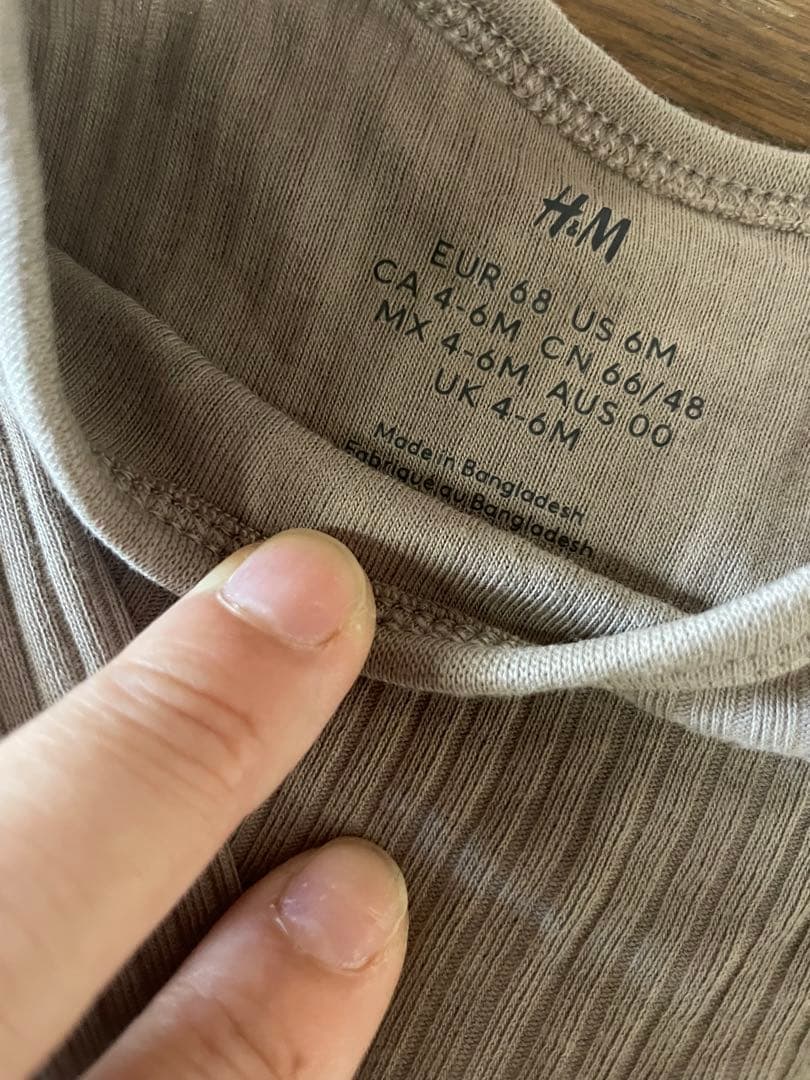 H&M
EUR 68 US 6M
CA 4-6M CN 66/48
MX 4-6M AUS 00
UK 4-6M
Made in Bangladesh
Fabriqué au Bangladesh